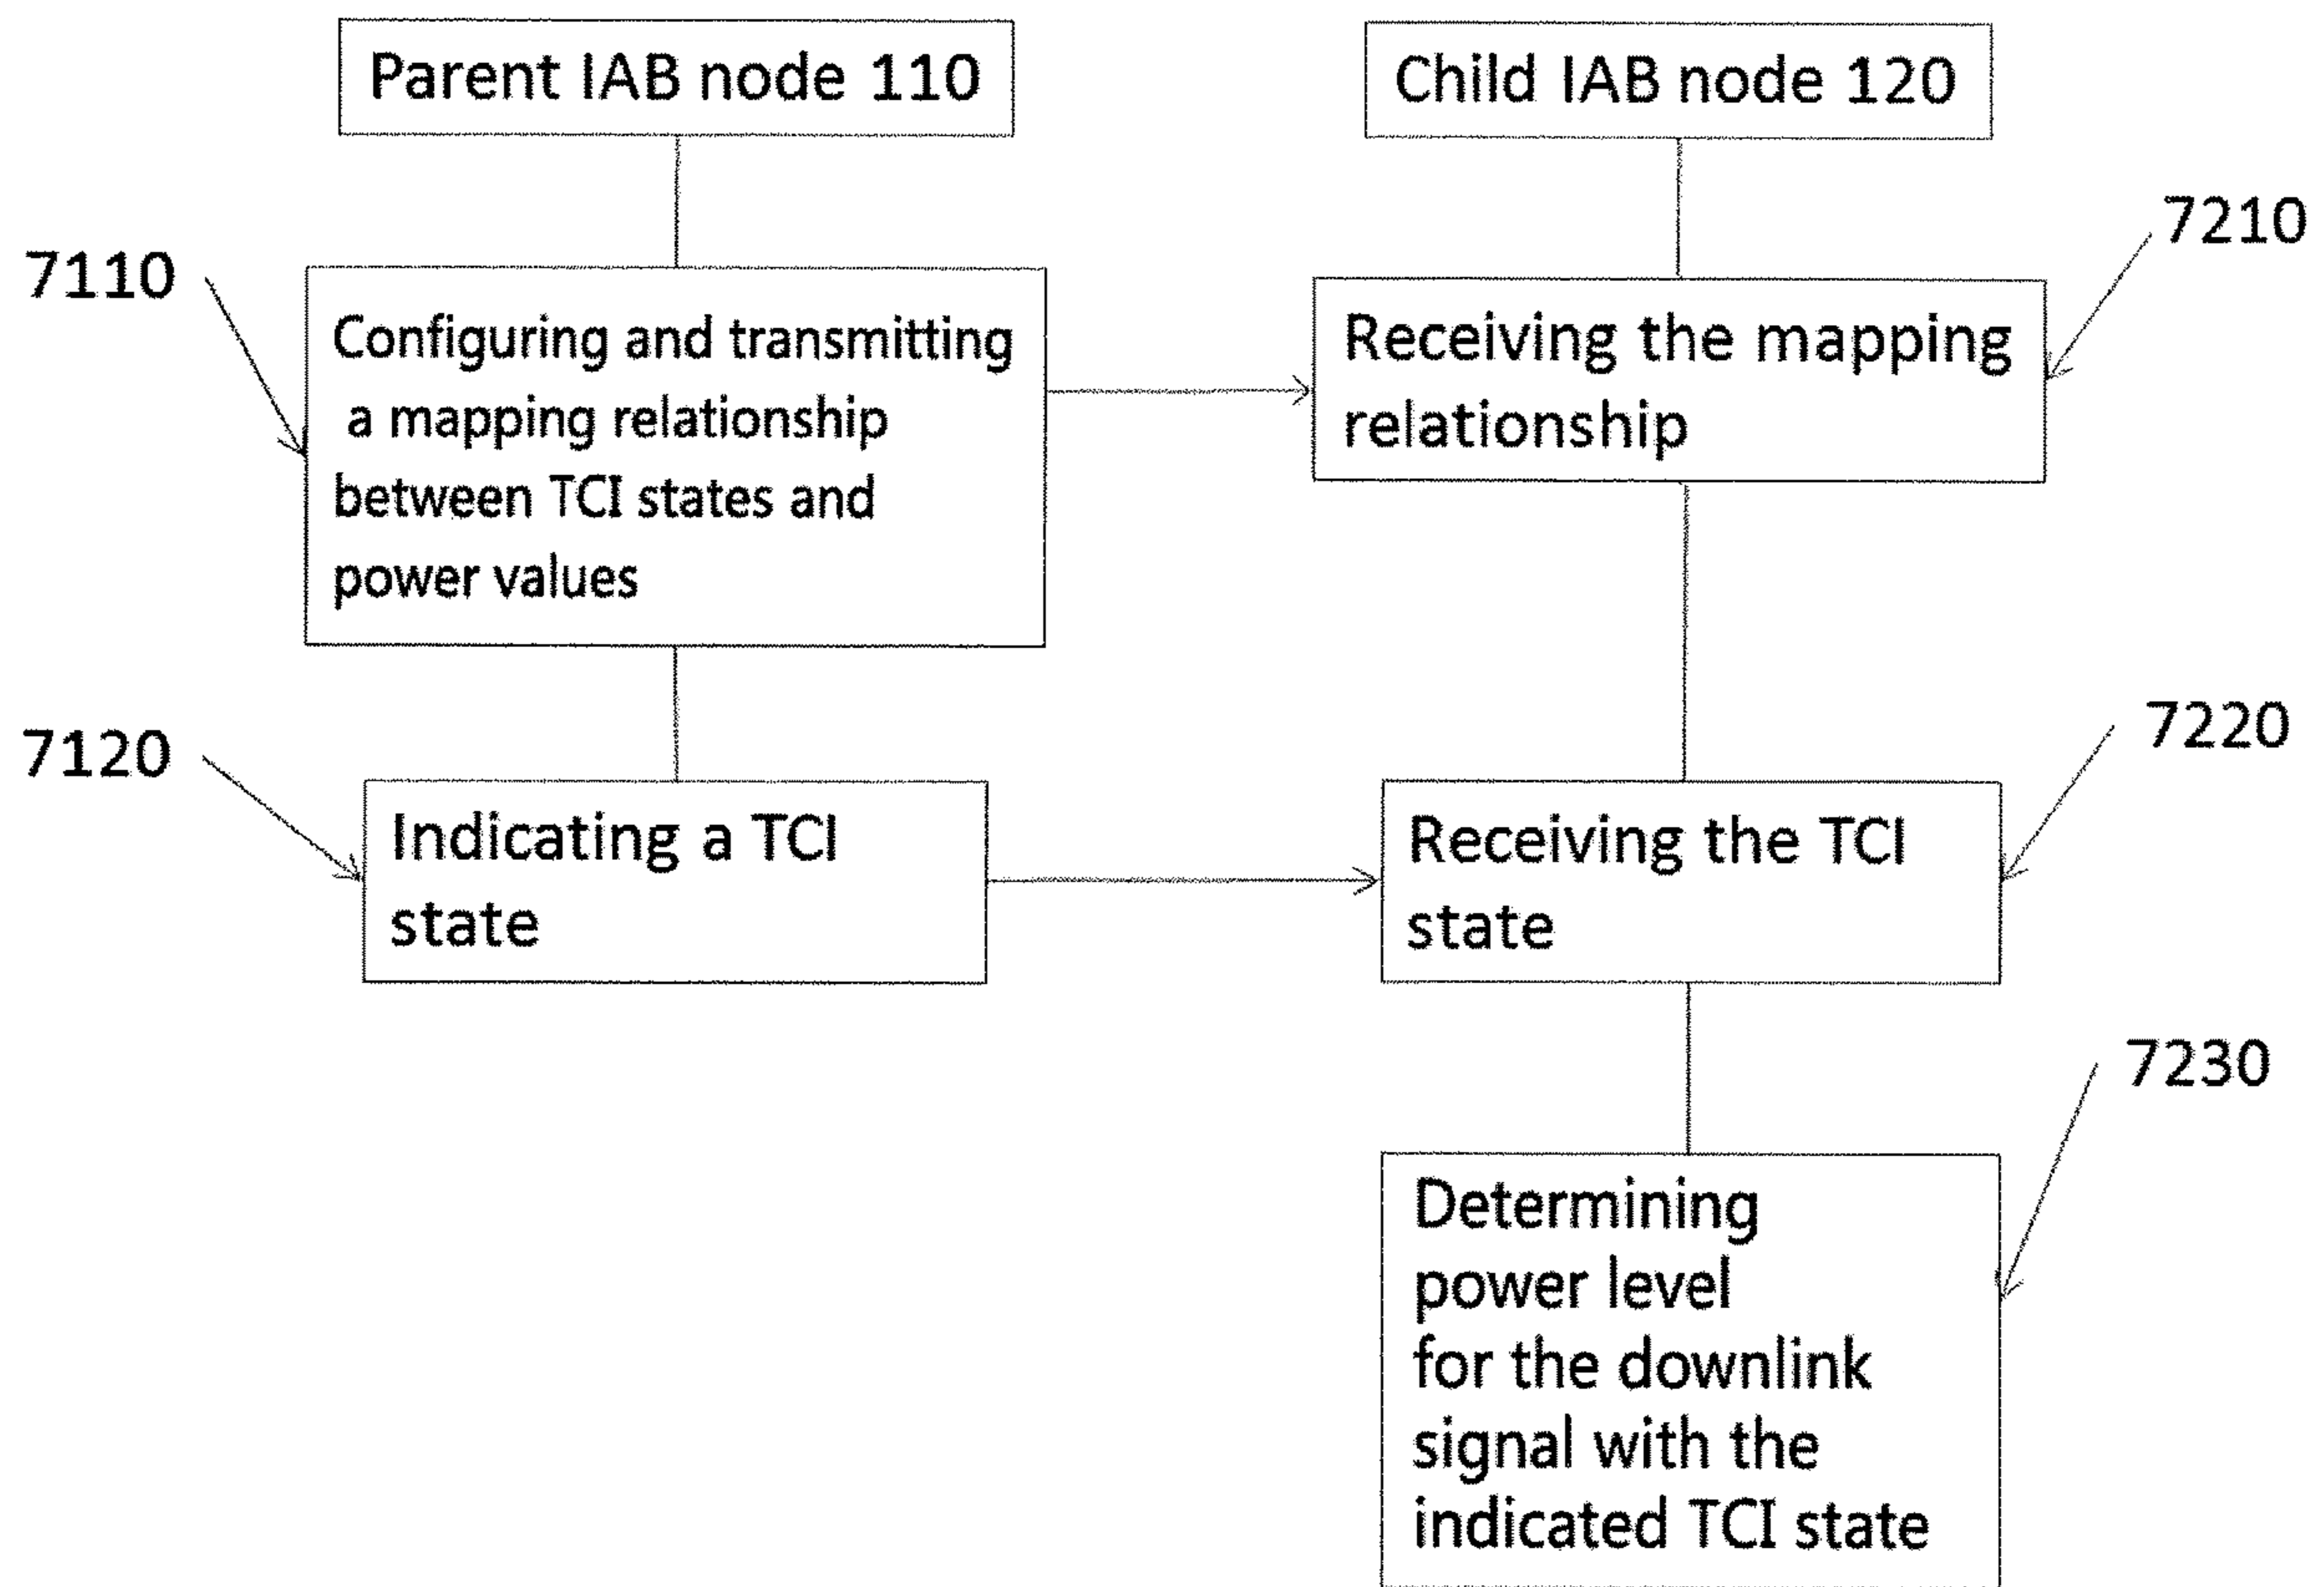 Parent IAB node 110
Child IAB node 120
7110
Configuring and transmitting
a mapping relationship
between TCI states and
power values
7210
Receiving the mapping
relationship
7120
Indicating a TCI
state
7220
Receiving the TCI
state
7230
Determining
power level
for the downlink
signal with the
indicated TCI state